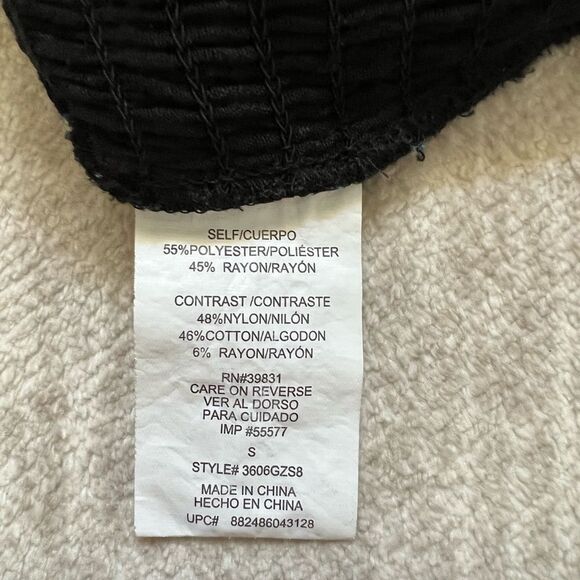 SELF/CUERPO
55%POLYESTER/POLIÉSTER
45% RAYON/RAYÓN
CONTRAST /CONTRASTE
48%NYLON/NILÓN
46%COTTON/ALGODON
6% RAYON/RAYÓN
RN#39831
CARE ON REVERSE
VER AL DORSO
PARA CUIDADO
IMP #55577
S
STYLE# 3606GZS8
MADE IN CHINA
HECHO EN CHINA
UPC# 882486043128